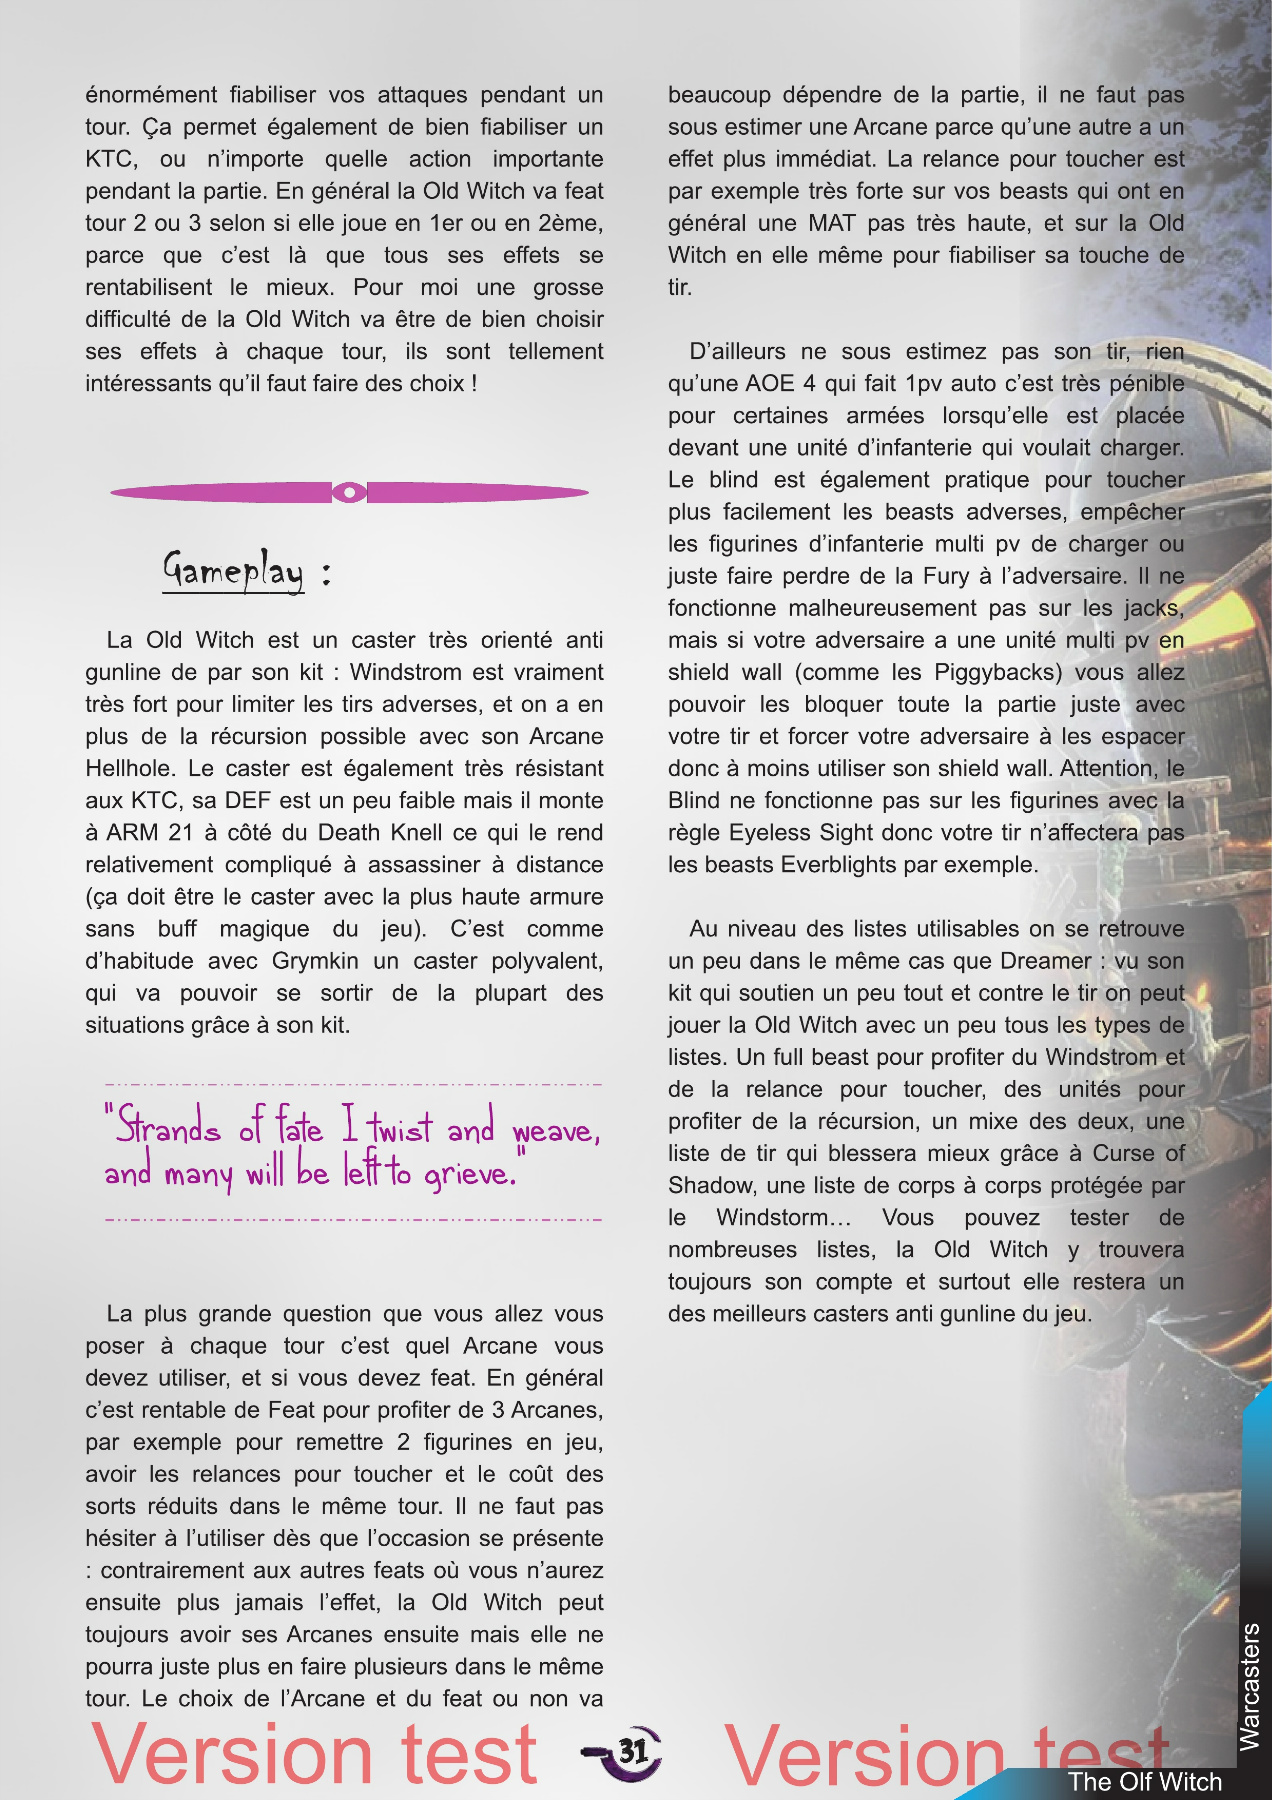 énormément fiabiliser vos attaques pendant un
tour. Ça permet également de bien fiabiliser un
KTC, ou n’importe quelle action importante
pendant la partie. En général la Old Witch va feat
tour 2 ou 3 selon si elle joue en 1er ou en 2ème,
parce que c’est là que tous ses effets se
rentabilisent le mieux. Pour moi une grosse
difficulté de la Old Witch va être de bien choisir
ses effets à chaque tour, ils sont tellement
intéressants qu’il faut faire des choix !
Gameplay :
La Old Witch est un caster très orienté anti
gunline de par son kit : Windstrom est vraiment
très fort pour limiter les tirs adverses, et on a en
plus de la récursion possible avec son Arcane
Hellhole. Le caster est également très résistant
aux KTC, sa DEF est un peu faible mais il monte
à ARM 21 à côté du Death Knell ce qui le rend
relativement compliqué à assassiner à distance
(ça doit être le caster avec la plus haute armure
sans buff magique du jeu). C’est comme
d’habitude avec Grymkin un caster polyvalent,
qui va pouvoir se sortir de la plupart des
situations grâce à son kit.
"Strands of fate I twist and weave,
and many will be left to grieve."
La plus grande question que vous allez vous
poser à chaque tour c’est quel Arcane vous
devez utiliser, et si vous devez feat. En général
c’est rentable de Feat pour profiter de 3 Arcanes,
par exemple pour remettre 2 figurines en jeu,
avoir les relances pour toucher et le coût des
sorts réduits dans le même tour. Il ne faut pas
hésiter à l’utiliser dès que l’occasion se présente
: contrairement aux autres feats où vous n’aurez
ensuite plus jamais l’effet, la Old Witch peut
toujours avoir ses Arcanes ensuite mais elle ne
pourra juste plus en faire plusieurs dans le même
tour. Le choix de l’Arcane et du feat ou non va
beaucoup dépendre de la partie, il ne faut pas
sous estimer une Arcane parce qu’une autre a un
effet plus immédiat. La relance pour toucher est
par exemple très forte sur vos beasts qui ont en
général une MAT pas très haute, et sur la Old
Witch en elle même pour fiabiliser sa touche de
tir.
D’ailleurs ne sous estimez pas son tir, rien
qu’une AOE 4 qui fait 1pv auto c’est très pénible
pour certaines armées lorsqu’elle est placée
devant une unité d’infanterie qui voulait charger.
Le blind est également pratique pour toucher
plus facilement les beasts adverses, empêcher
les figurines d’infanterie multi pv de charger ou
juste faire perdre de la Fury à l’adversaire. Il ne
fonctionne malheureusement pas sur les jacks,
mais si votre adversaire a une unité multi pv en
shield wall (comme les Piggybacks) vous allez
pouvoir les bloquer toute la partie juste avec
votre tir et forcer votre adversaire à les espacer
donc à moins utiliser son shield wall. Attention, le
Blind ne fonctionne pas sur les figurines avec la
règle Eyeless Sight donc votre tir n’affectera pas
les beasts Everblights par exemple.
Au niveau des listes utilisables on se retrouve
un peu dans le même cas que Dreamer : vu son
kit qui soutien un peu tout et contre le tir on peut
jouer la Old Witch avec un peu tous les types de
listes. Un full beast pour profiter du Windstrom et
de la relance pour toucher, des unités pour
profiter de la récursion, un mixe des deux, une
liste de tir qui blessera mieux grâce à Curse of
Shadow, une liste de corps à corps protégée par
le Windstorm… Vous pouvez tester de
nombreuses listes, la Old Witch y trouvera
toujours son compte et surtout elle restera un
des meilleurs casters anti gunline du jeu.
Version test
31
Version test
Warcasters
The Olf Witch